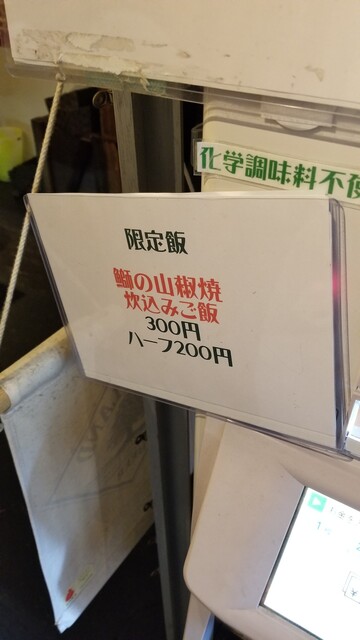 化学調味料不使
限定飯
鰤の山椒焼
炊込みご飯
300円
ハーフ200円